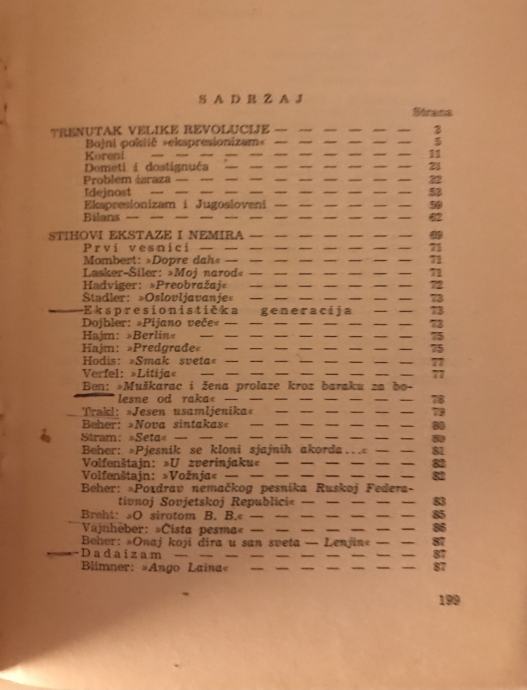 SADRŽAJ
Strana
TRENUTAK VELIKE REVOLUCIJE — — — — — — 3
Bojni poklič »ekspresionizam« — — — — — — 5
Koreni — — — — — — — — 11
Dometi i dostignuća — — — — — — —
Problem izraza — — — — — — — —
Idejnost — — — — — — — — 53
Ekspresionizam i Jugosloveni — — — — — 59
Bilans — — — — — — — — — 62
STIHOVI EKSTAZE I NEMIRA — — — — — — 69
Prvi vesnici — — — — — — — 71
Mombert: »Dopre dah« — — — — — — 71
Lasker-Šiler: »Moj narod« — — — — — 71
Hadviger: »Preobražaj« — — — — — — 72
Štadler: »Oslovljavanje« — — — — — — 73
Ekspresionistička generacija — — 73
Dojbler: »Pijano veče« — — — — — — 73
Hajm: »Berlin« — — — — — — — 75
Hajm: »Predgrađe« — — — — — — 75
Hodis: »Smak sveta« — — — — — — 77
Verfel: »Litija« — — — — — — — 77
Ben: »Muškarac i žena prolaze kroz baraku za bo-
lesne od raka« — — — — — — 78
Trakl: »Jesen usamljenika« — — — — — 79
Beher: »Nova sintaksa« — — — — — — 80
Štram: »Seta« — — — — — — — 80
Beher: »Pjesnik se kloni sjajnih akorda...« — — 81
Volfenštajn: »U zverinjaku« — — — — — 82
Volfenštajn: »Vožnja« — — — — — — 82
Beher: »Pozdrav nemačkog pesnika Ruskoj Federa-
tivnoj Sovjetskoj Republici« — — — — 83
Breht: »O sirotom B. B.« — — — — — — 85
Vajnheber: »Čista pesma« — — — — — — 86
Beher: »Onaj koji dira u san sveta — Lenjin« — — 87
Dadaizam — — — — — — — — 87
Blimner: »Ango Laina« — — — — — — 87
199